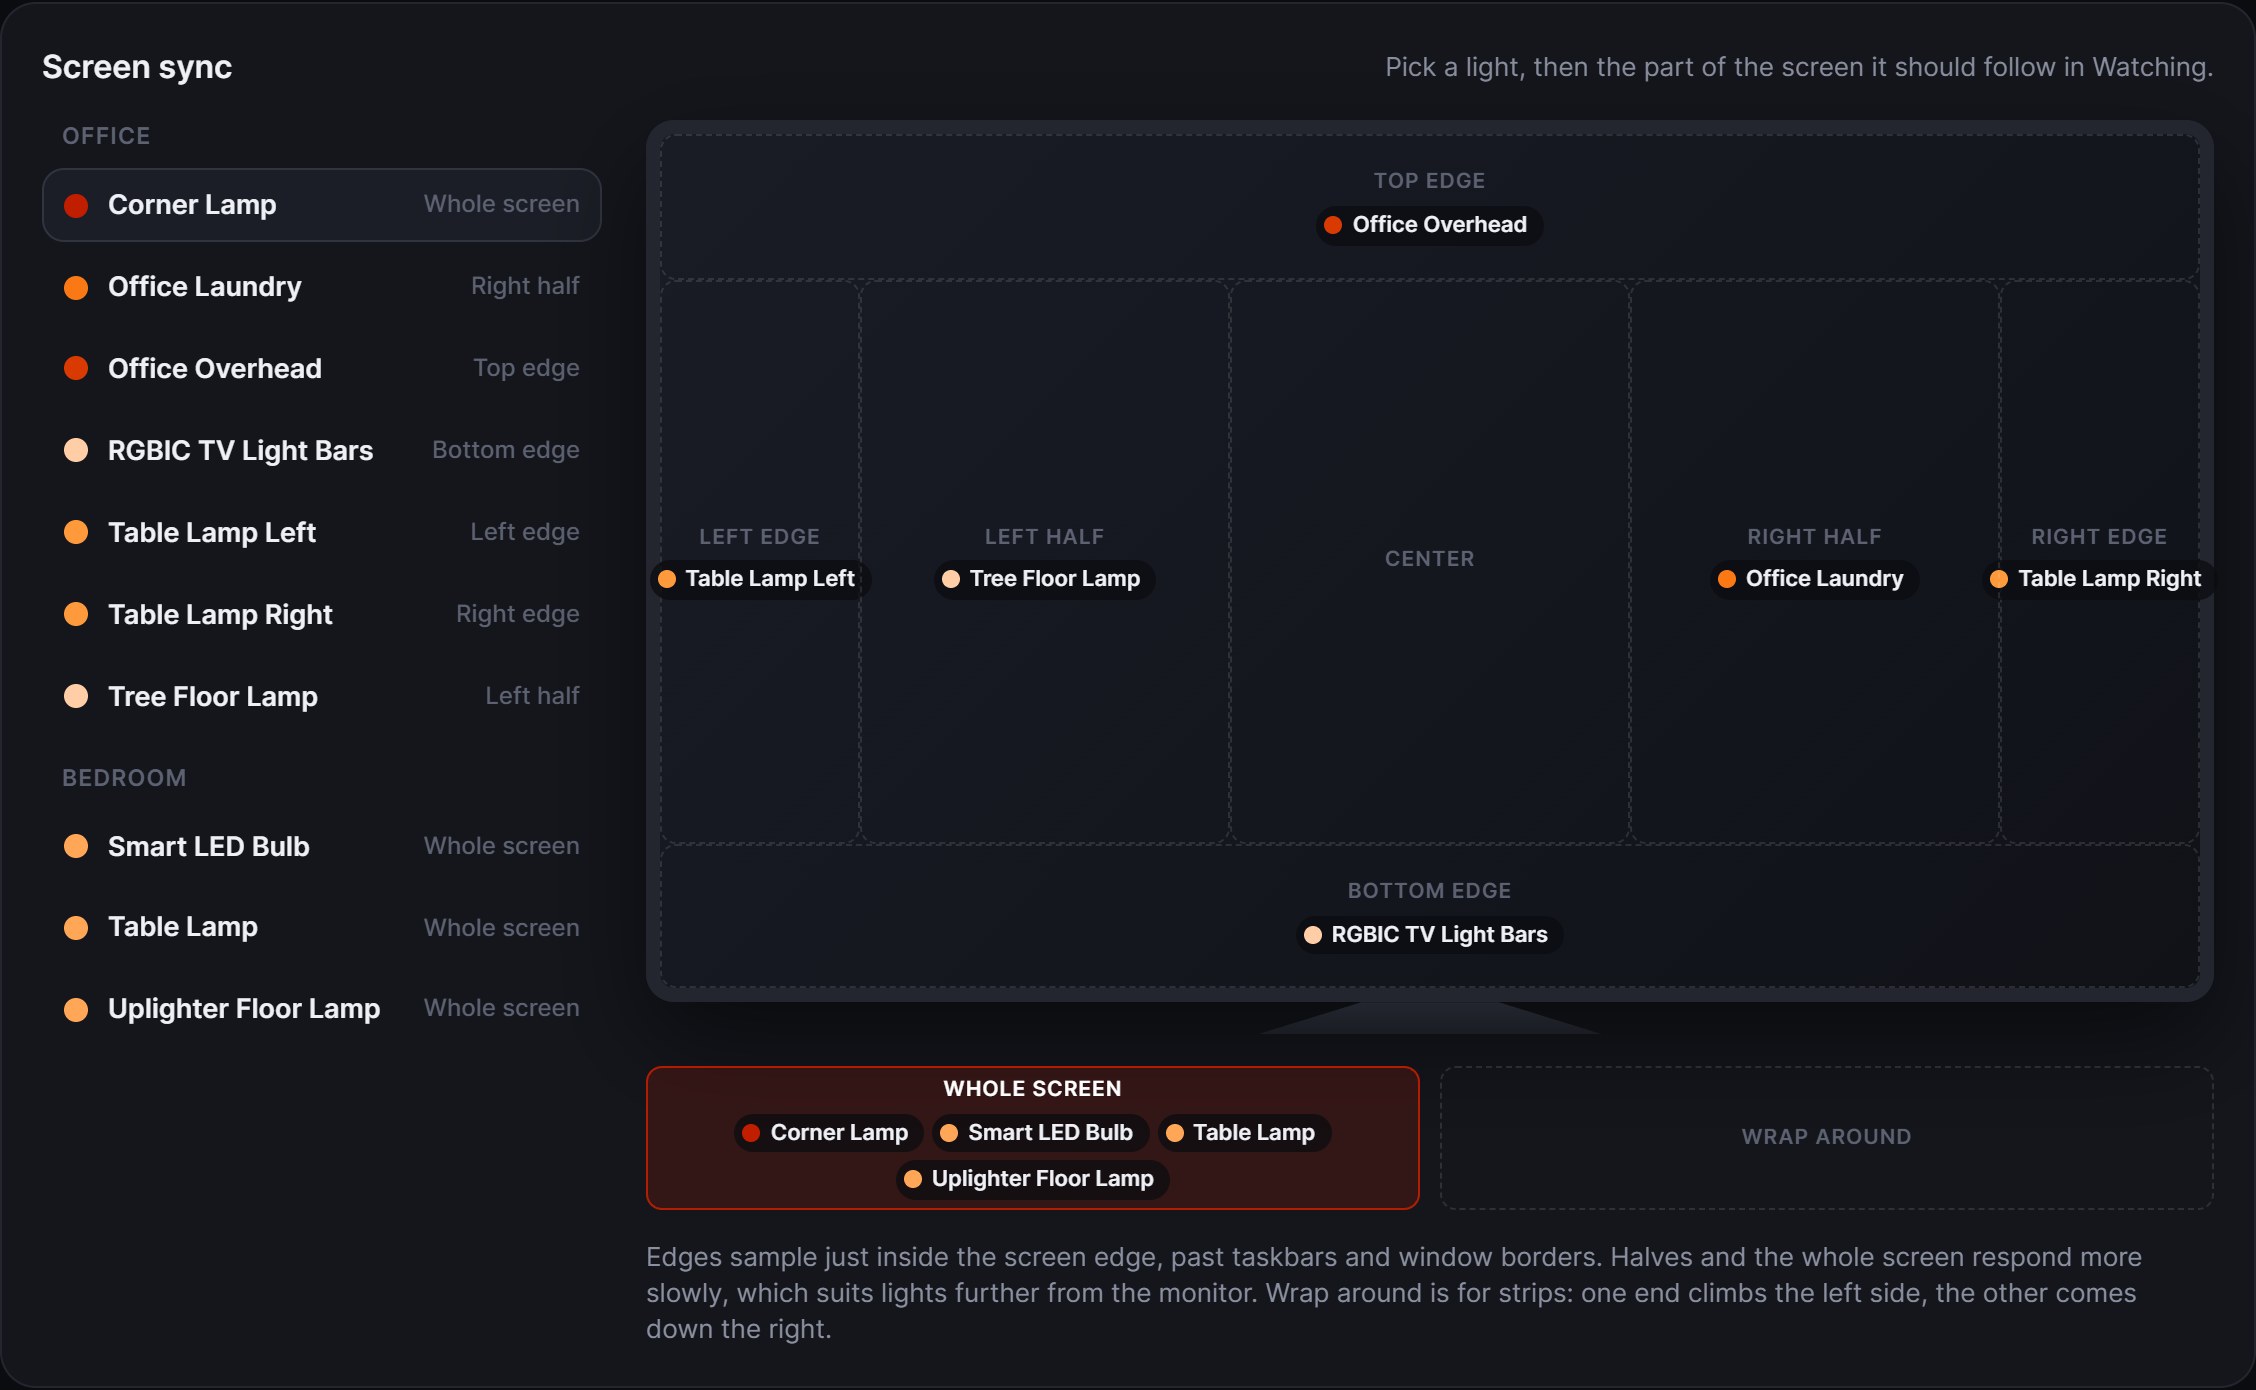 Screen sync
Pick a light, then the part of the screen it should follow in Watching.
OFFICE
Corner Lamp Whole screen
Office Laundry Right half
Office Overhead Top edge
RGBIC TV Light Bars Bottom edge
Table Lamp Left Left edge
Table Lamp Right Right edge
Tree Floor Lamp Left half
BEDROOM
Smart LED Bulb Whole screen
Table Lamp Whole screen
Uplighter Floor Lamp Whole screen
TOP EDGE
Office Overhead
LEFT EDGE
Table Lamp Left
LEFT HALF
Tree Floor Lamp
CENTER
RIGHT HALF
Office Laundry
RIGHT EDGE
Table Lamp Right
BOTTOM EDGE
RGBIC TV Light Bars
WHOLE SCREEN
Corner Lamp Smart LED Bulb Table Lamp
Uplighter Floor Lamp
WRAP AROUND
Edges sample just inside the screen edge, past taskbars and window borders. Halves and the whole screen respond more
slowly, which suits lights further from the monitor. Wrap around is for strips: one end climbs the left side, the other comes
down the right.